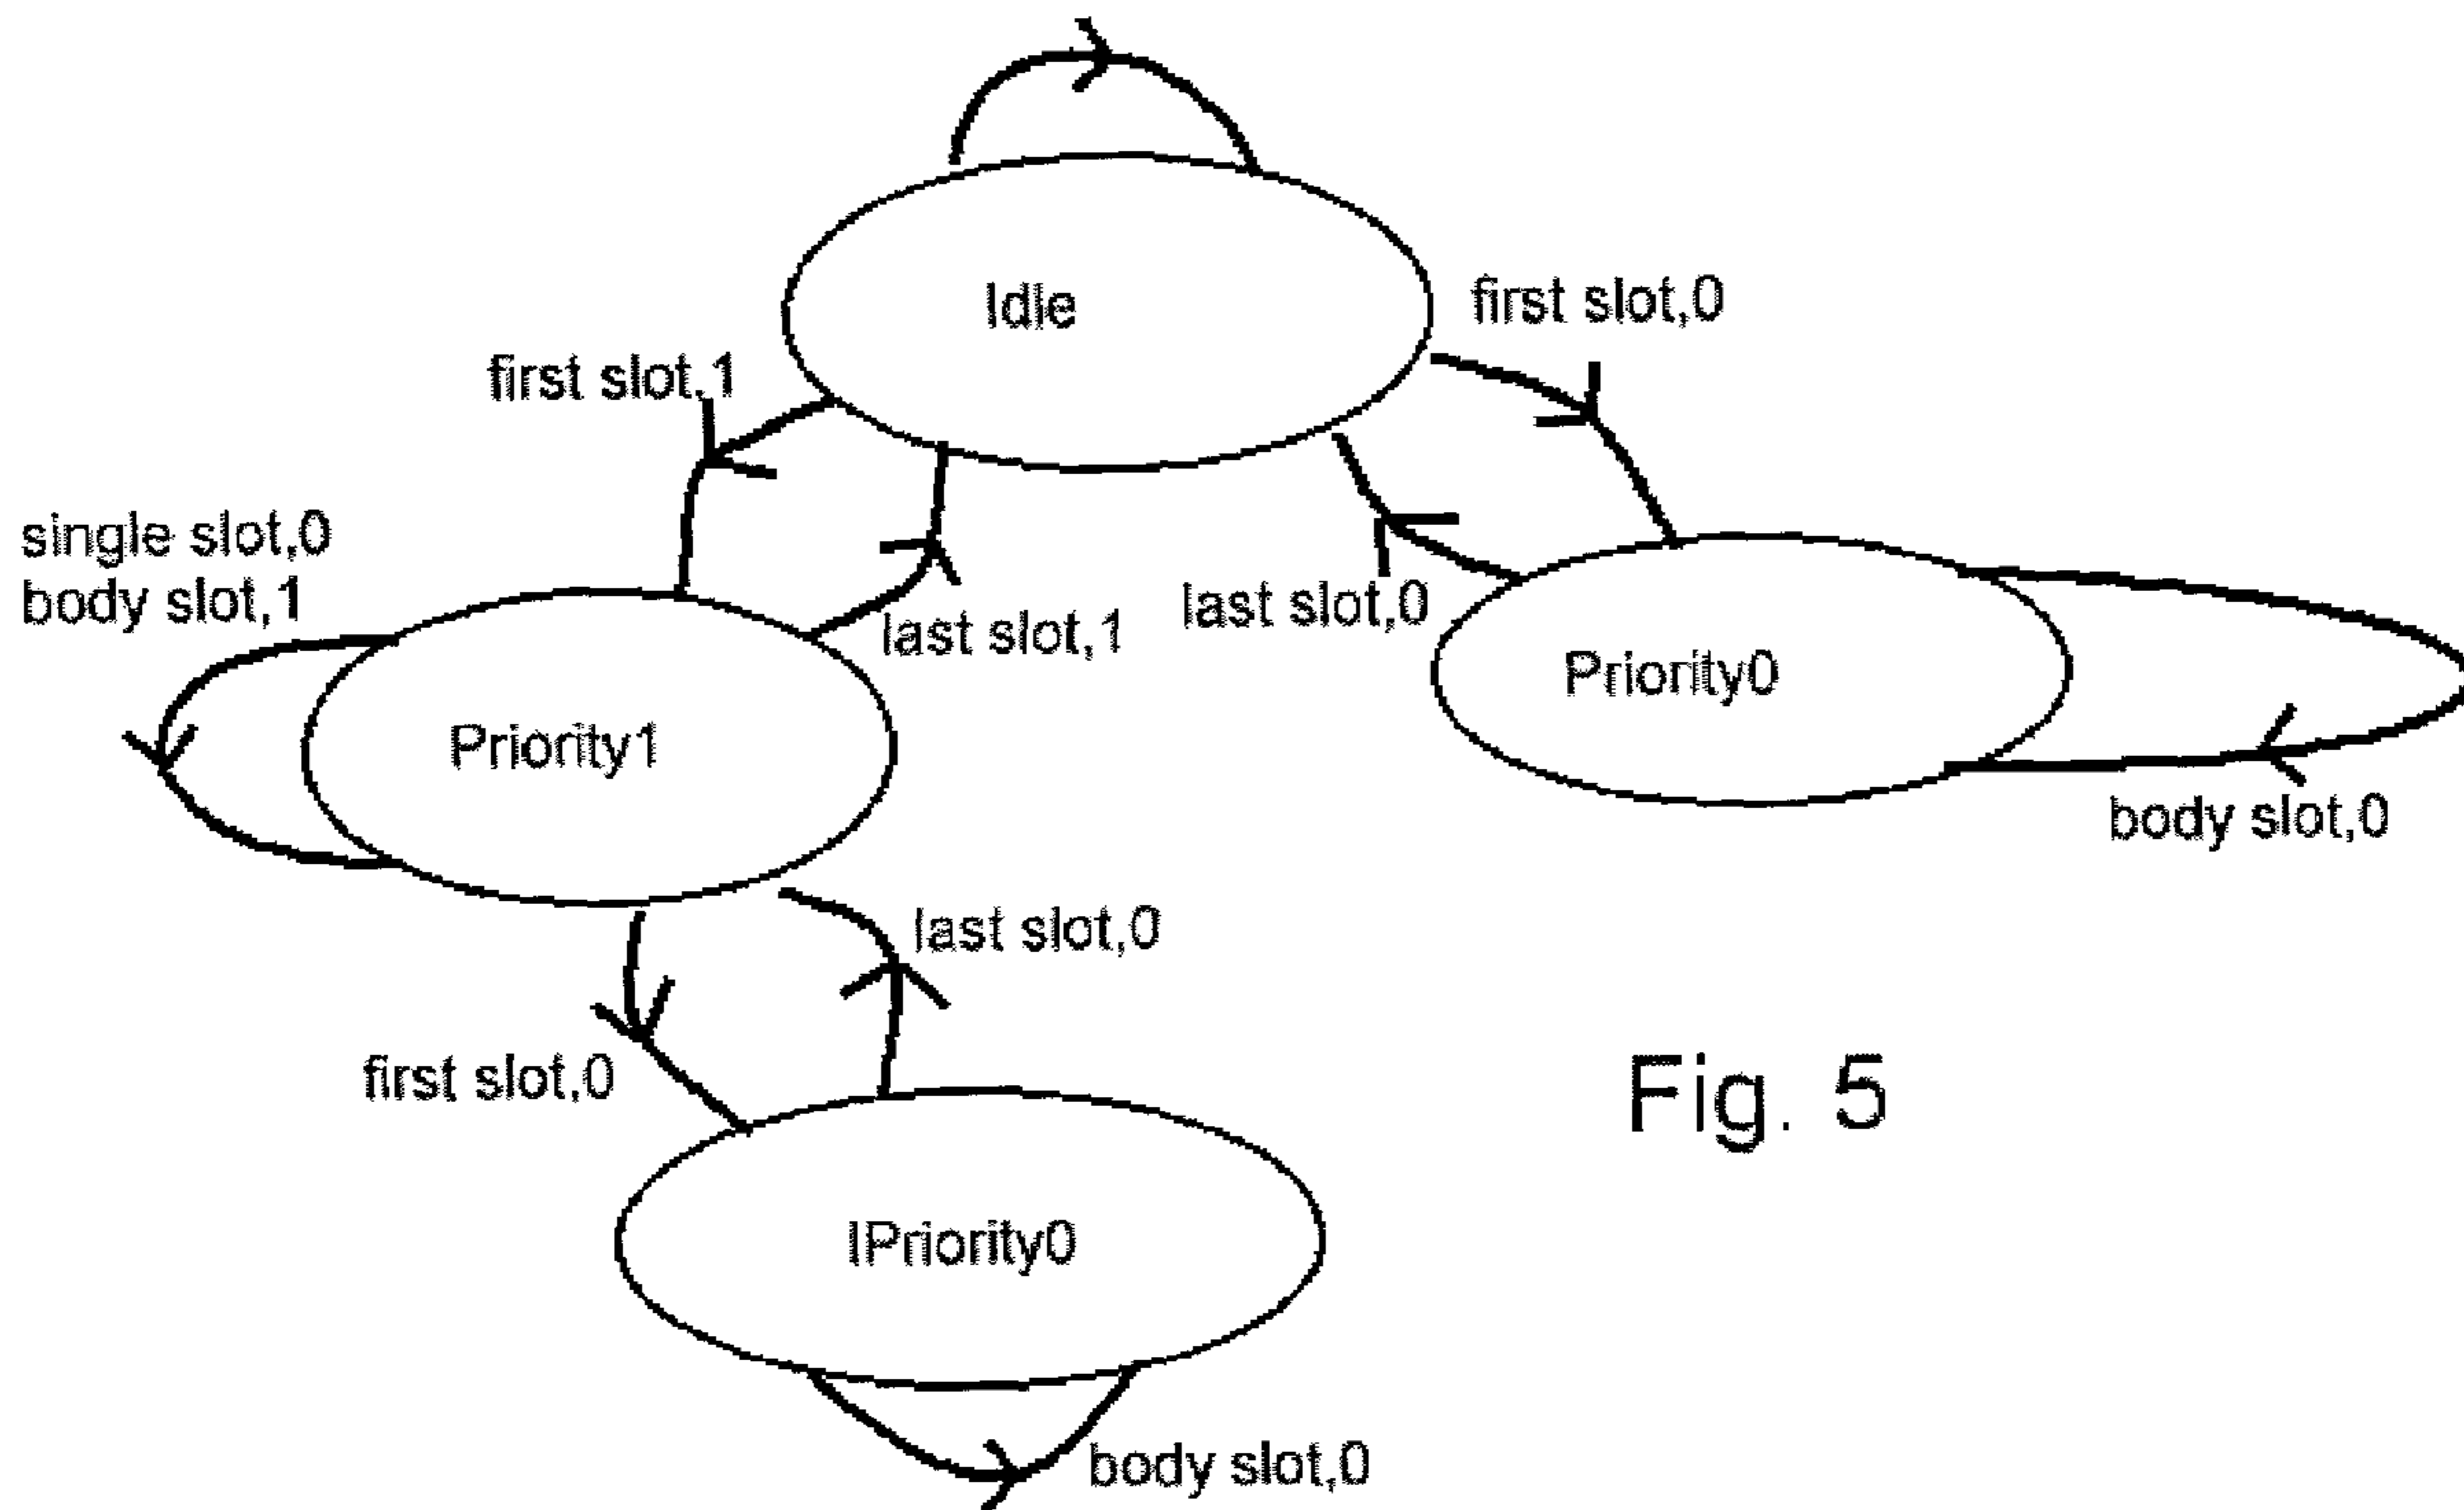 Idle
first slot,0
first slot,1
single slot,0
body slot,1
last slot,1
last slot,0
Priority0
Priority1
body slot,0
last slot,0
first slot,0
Fig. 5
IPriority0
body slot,0